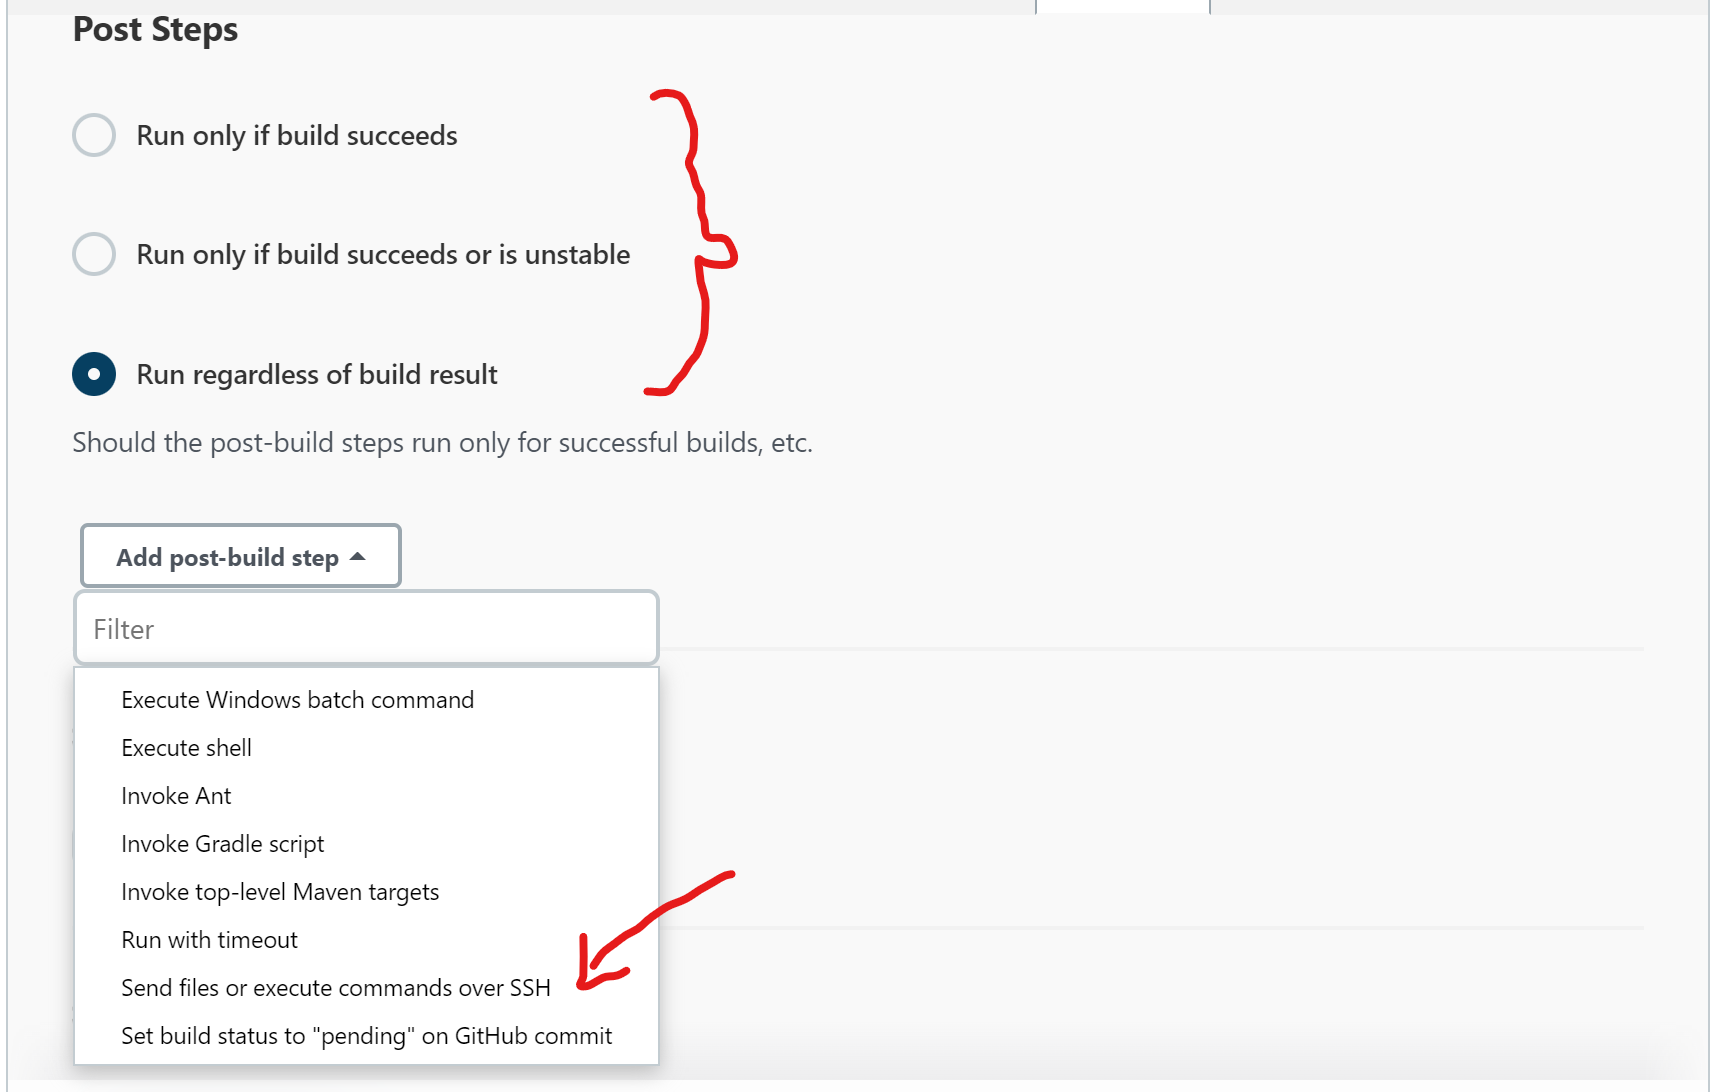 Post Steps
Run only if build succeeds
Run only if build succeeds or is unstable
Run regardless of build result
Should the post-build steps run only for successful builds, etc.
Add post-build step
Filter
Execute Windows batch command
Execute shell
Invoke Ant
Invoke Gradle script
Invoke top-level Maven targets
Run with timeout
Send files or execute commands over SSH
Set build status to "pending" on GitHub commit